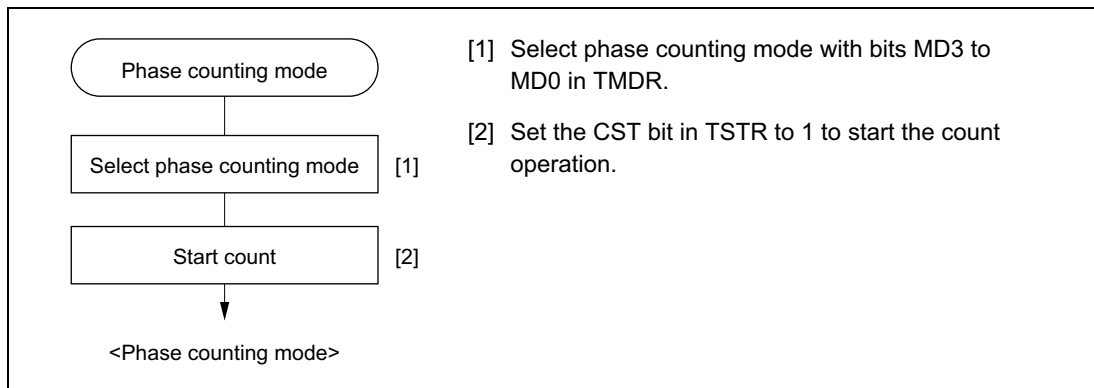 Phase counting mode
Select phase counting mode [1]
Start count [2]
<Phase counting mode>
[1] Select phase counting mode with bits MD3 to
MD0 in TMDR.
[2] Set the CST bit in TSTR to 1 to start the count
operation.